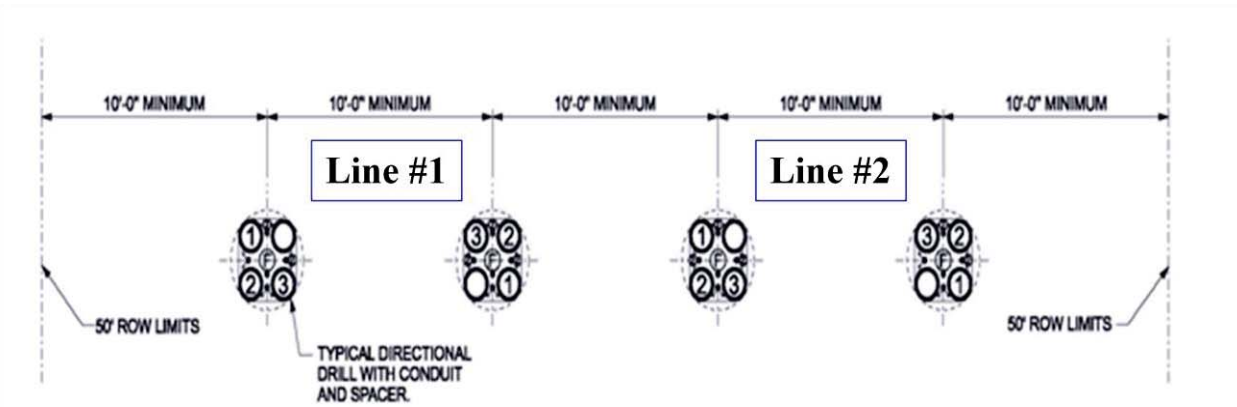 10'-0" MINIMUM 10'-0" MINIMUM 10'-0" MINIMUM 10'-0" MINIMUM 10'-0" MINIMUM
Line #1 Line #2
1 3 2 1 3 2
F F F F
2 3 1 2 3 1
50' ROW LIMITS 50' ROW LIMITS
TYPICAL DIRECTIONAL
DRILL WITH CONDUIT
AND SPACER.